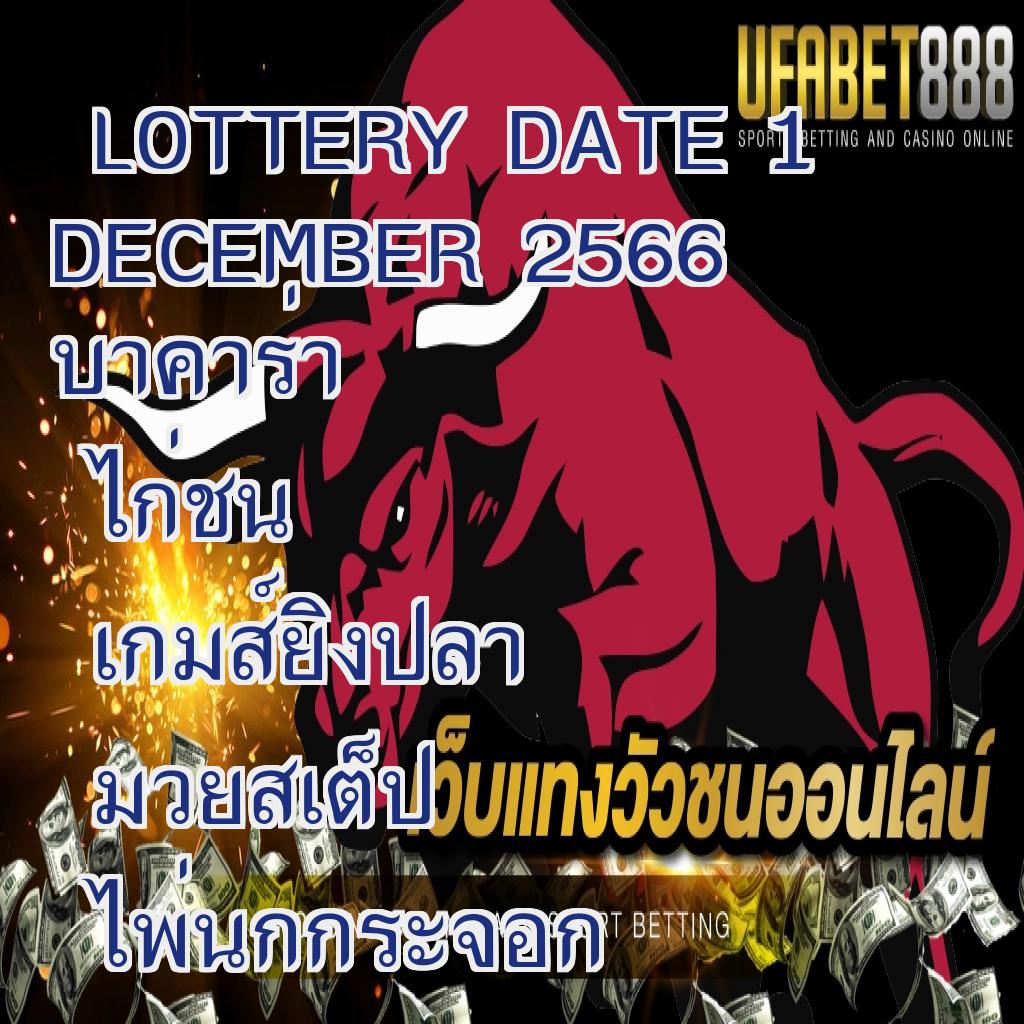 UFABET888
SPORT BETTING AND CASINO ONLINE
LOTTERY DATE 1
DECEMBER 2566
บาคาร่า
ไก่ชน
เกมส์ยิงปลา
มวยสเต็ป
เว็บแทงวัวชนออนไลน์
ไพ่นกกระจอก
BETTING